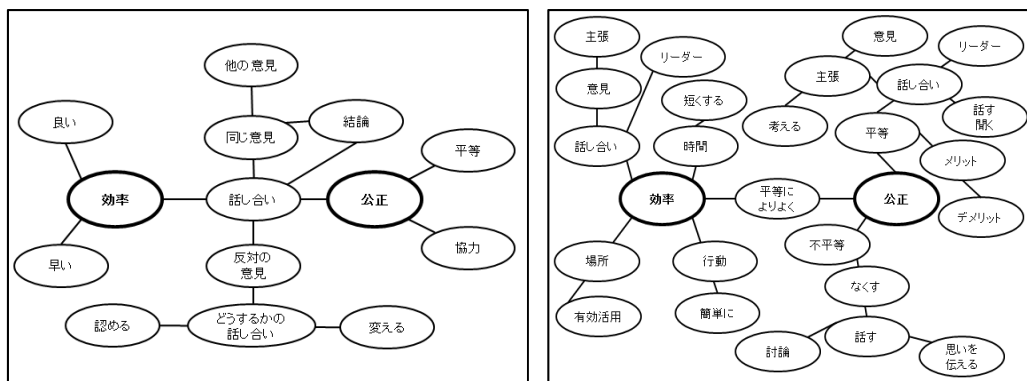 他の意見
良い
同じ意見
結論
平等
効率
話し合い
公正
早い
反対の
意見
協力
認める
どうするかの
話し合い
変える
主張
リーダー
意見
短くする
話し合い
時間
効率
平等に
よりよく
場所
行動
有効活用
簡単に
意見
リーダー
主張
話し合い
考える
話す
聞く
平等
メリット
公正
デメリット
不平等
なくす
討論
話す
思いを
伝える